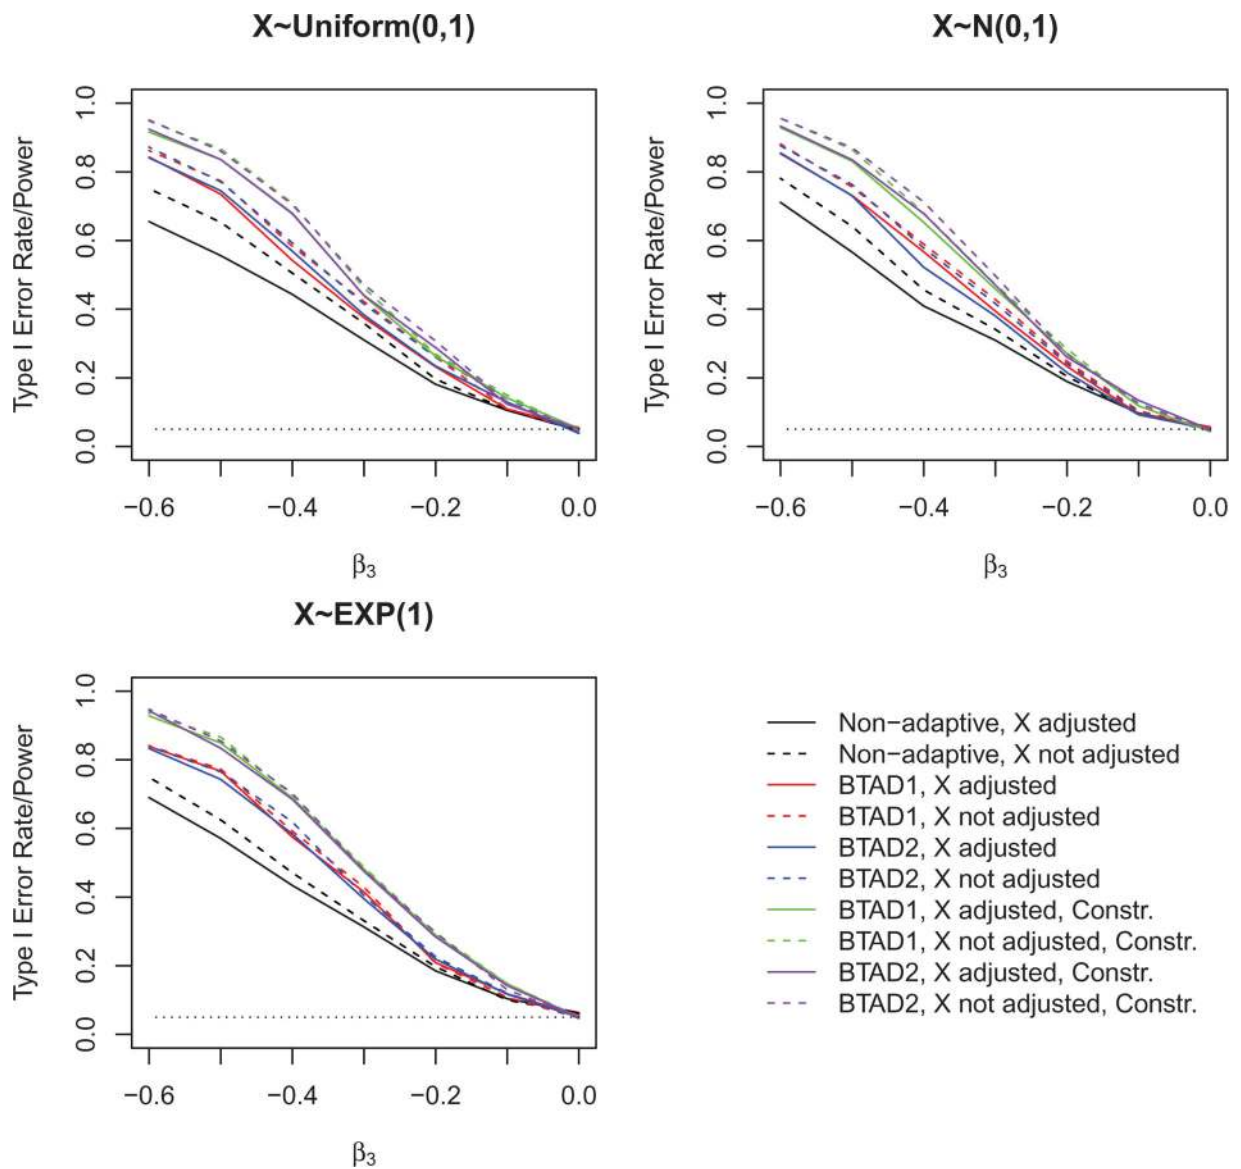 X~Uniform(0,1)
Type I Error Rate/Power
1.0
0.8
0.6
0.4
0.2
0.0
−0.6 −0.4 −0.2 0.0
β3
X~N(0,1)
Type I Error Rate/Power
1.0
0.8
0.6
0.4
0.2
0.0
−0.6 −0.4 −0.2 0.0
β3
X~EXP(1)
Type I Error Rate/Power
1.0
0.8
0.6
0.4
0.2
0.0
−0.6 −0.4 −0.2 0.0
β3
Non−adaptive, X adjusted
Non−adaptive, X not adjusted
BTAD1, X adjusted
BTAD1, X not adjusted
BTAD2, X adjusted
BTAD2, X not adjusted
BTAD1, X adjusted, Constr.
BTAD1, X not adjusted, Constr.
BTAD2, X adjusted, Constr.
BTAD2, X not adjusted, Constr.